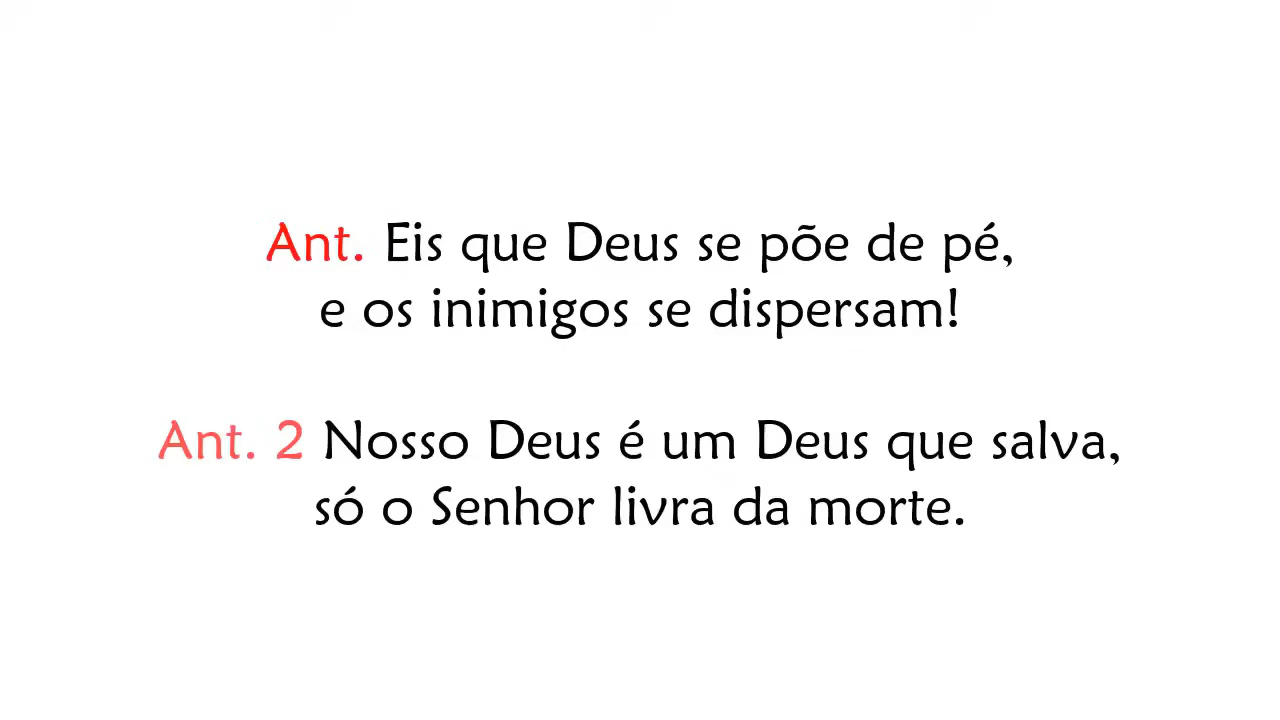 Ant. Eis que Deus se põe de pé,
e os inimigos se dispersam!
Ant. 2 Nosso Deus é um Deus que salva,
só o Senhor livra da morte.